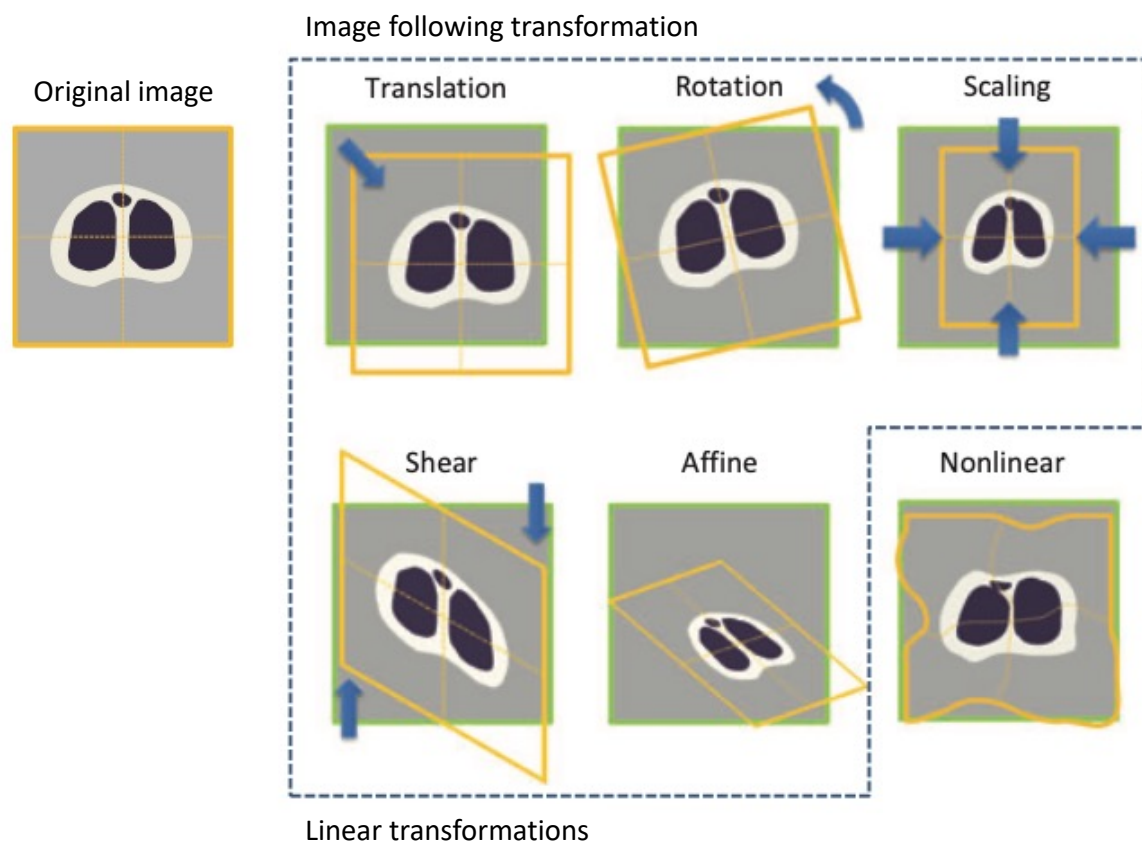 Image following transformation
Original image
Translation
Rotation
Scaling
Shear
Affine
Nonlinear
Linear transformations